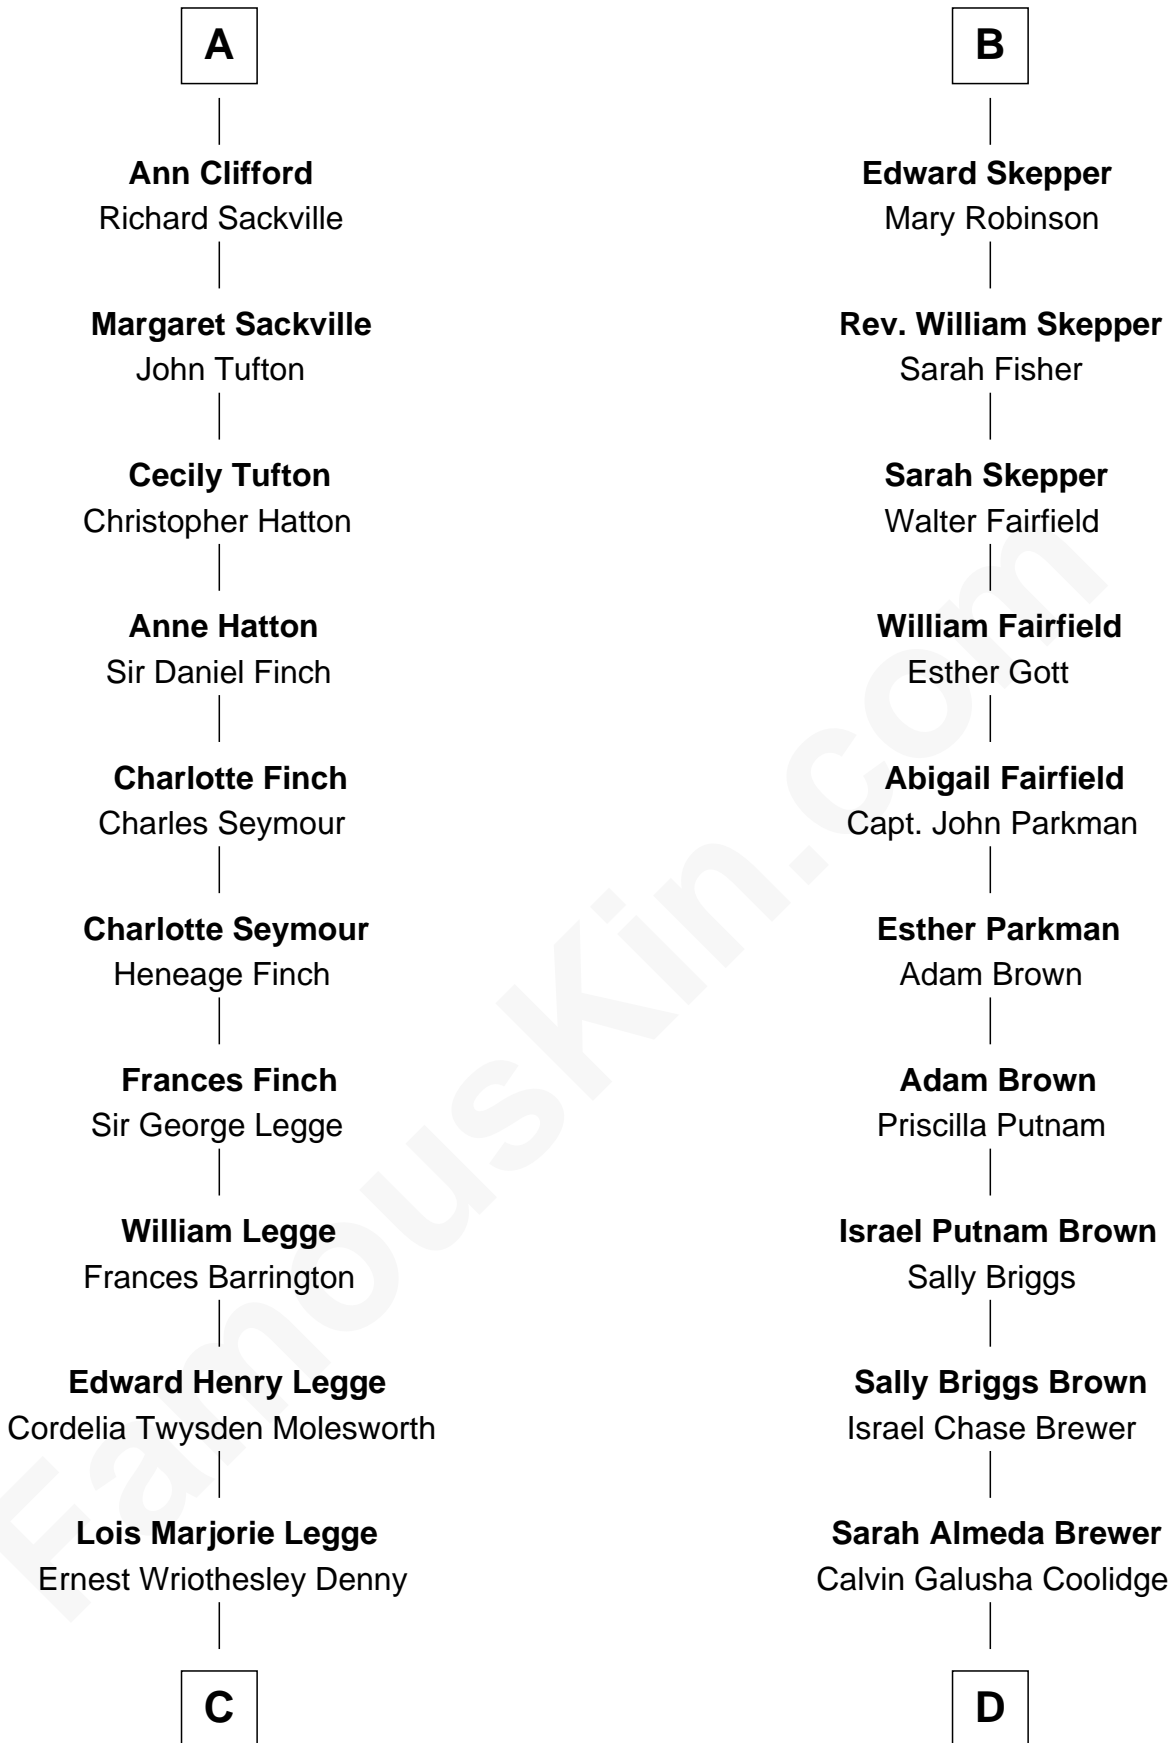 A
Ann Clifford
Richard Sackville
Margaret Sackville
John Tufton
Cecily Tufton
Christopher Hatton
Anne Hatton
Sir Daniel Finch
Charlotte Finch
Charles Seymour
Charlotte Seymour
Heneage Finch
Frances Finch
Sir George Legge
William Legge
Frances Barrington
Edward Henry Legge
Cordelia Twysden Molesworth
Lois Marjorie Legge
Ernest Wriothesley Denny
C
B
Edward Skepper
Mary Robinson
Rev. William Skepper
Sarah Fisher
Sarah Skepper
Walter Fairfield
William Fairfield
Esther Gott
Abigail Fairfield
Capt. John Parkman
Esther Parkman
Adam Brown
Adam Brown
Priscilla Putnam
Israel Putnam Brown
Sally Briggs
Sally Briggs Brown
Israel Chase Brewer
Sarah Almeda Brewer
Calvin Galusha Coolidge
D
FamousKin.com